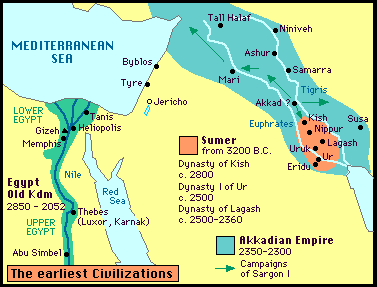 Tall Halaf
Niniveh
MEDITERRANEAN
SEA
Byblos
Ashur
Mari
Samarra
Tyre
Tigris
Jericho
Akkad ?
Susa
LOWER
EGYPT
Tanis
Euphrates
Kish
Gizeh
Heliopolis
Nippur
Memphis
Lagash
Uruk
Ur
Eridu
Sumer
from 3200 B.C.
Dynasty of Kish
c. 2800
Dynasty I of Ur
c. 2500
Dynasty of Lagash
c. 2500-2360
Nile
Egypt
Old Kdm
2850 - 2052
Red
Sea
Thebes
(Luxor, Karnak)
UPPER
EGYPT
Abu Simbel
Akkadian Empire
2350-2300
Campaigns
of Sargon I
The earliest Civilizations